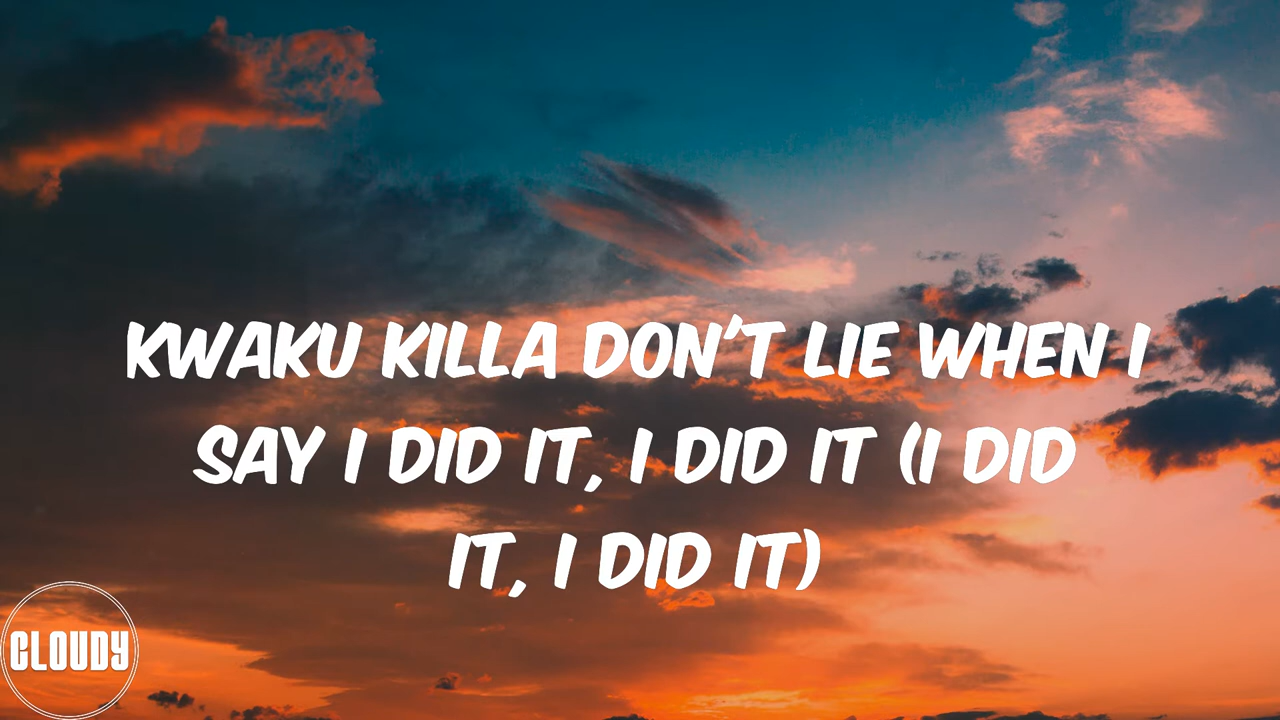 KWAKU KILLA DON'T LIE WHEN I
SAY I DID IT, I DID IT (I DID
IT, I DID IT)
CLOUDY